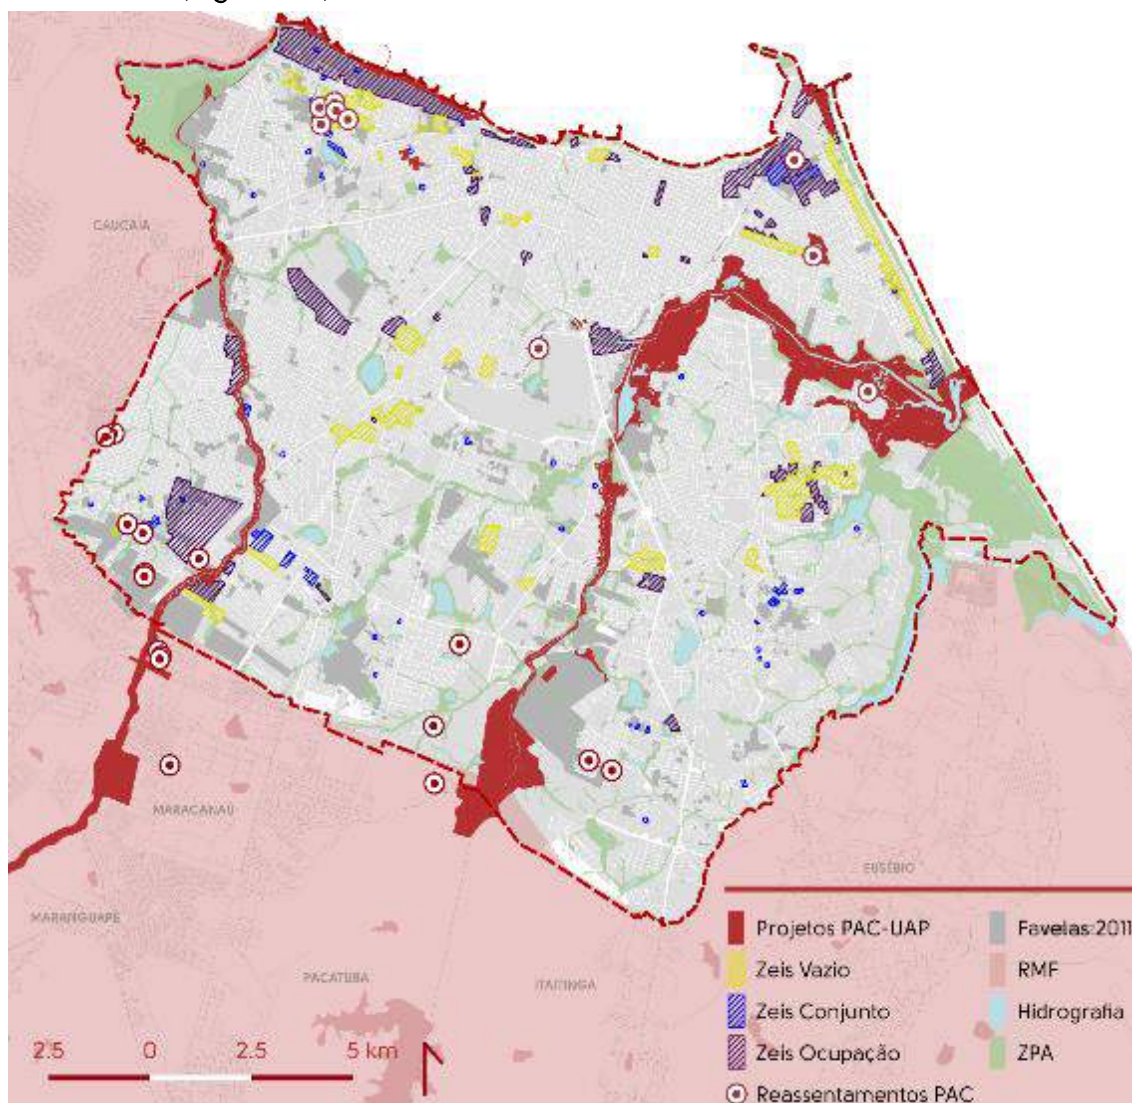 CAUCAIA
MARACANAÚ
MARANGUAPE
PACATUBA
ITAITINGA
EUSÉBIO
Projetos PAC-UAP
Zeis Vazio
Zeis Conjunto
Zeis Ocupação
Reassentamentos PAC
Favelas 2011
RMF
Hidrografia
ZPA
2.5 0 2.5 5 km